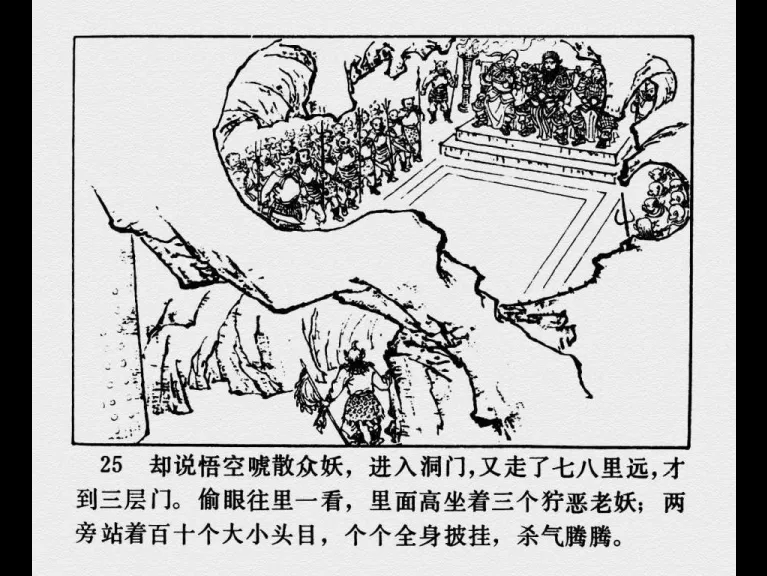 25 却说悟空唬散众妖，进入洞门，又走了七八里远，才
到三层门。偷眼往里一看，里面高坐着三个狞恶老妖；两
旁站着百十个大小头目，个个全身披挂，杀气腾腾。